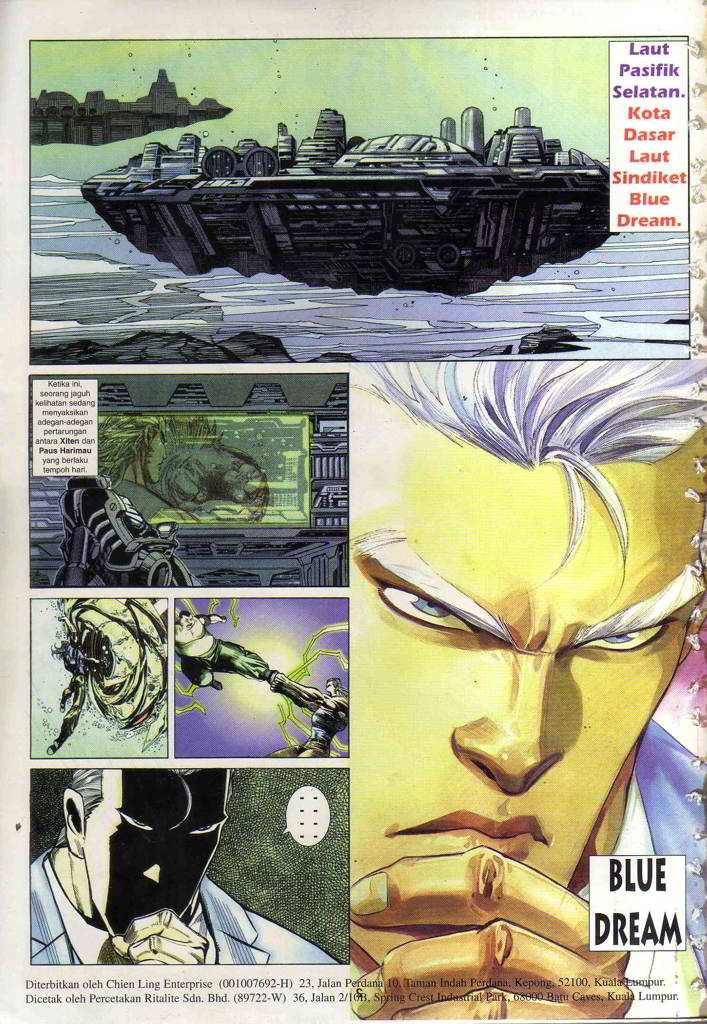 Laut
Pasifik
Selatan.
Kota
Dasar
Laut
Sindiket
Blue
Dream.
Ketika ini,
seorang jaguh
kelihatan sedang
menyaksikan
adegan-adegan
pertarungan
antara Xiten dan
Paus Harimau
yang berlaku
tempoh hari.
BLUE
DREAM
Diterbitkan oleh Chien Ling Enterprise (001007692-H) 23, Jalan Perdana 10, Taman Indah Perdana, Kepong, 52100, Kuala Lumpur.
Dicetak oleh Percetakan Ritalite Sdn. Bhd. (89722-W) 36, Jalan 2/10B, Spring Crest Industrial Park, 68000 Batu Caves, Kuala Lumpur.